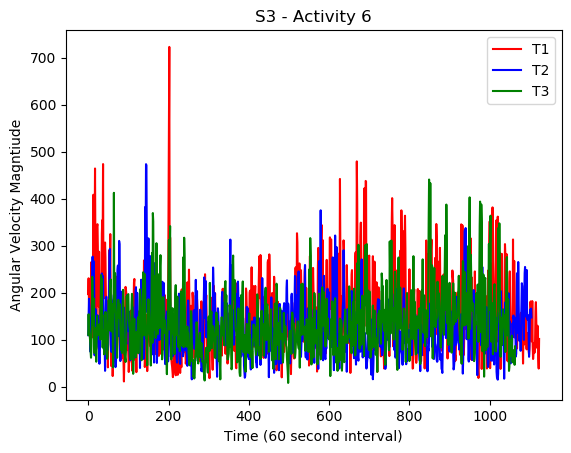 S3 - Activity 6
T1
T2
T3
700
600
500
400
300
200
100
0
Angular Velocity Magntiude
0
200
400
600
800
1000
Time (60 second interval)